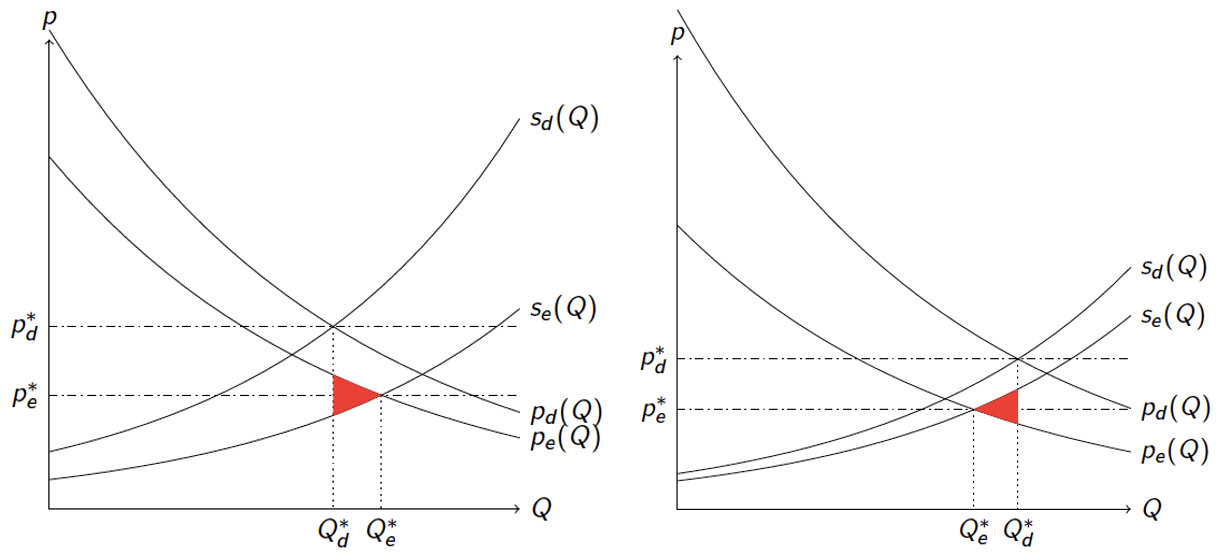 p
s_d(Q)
s_e(Q)
p_d^*
p_e^*
p_d(Q)
p_e(Q)
Q
Q_d^*
Q_e^*
p
s_d(Q)
s_e(Q)
p_d^*
p_e^*
p_d(Q)
p_e(Q)
Q
Q_e^*
Q_d^*